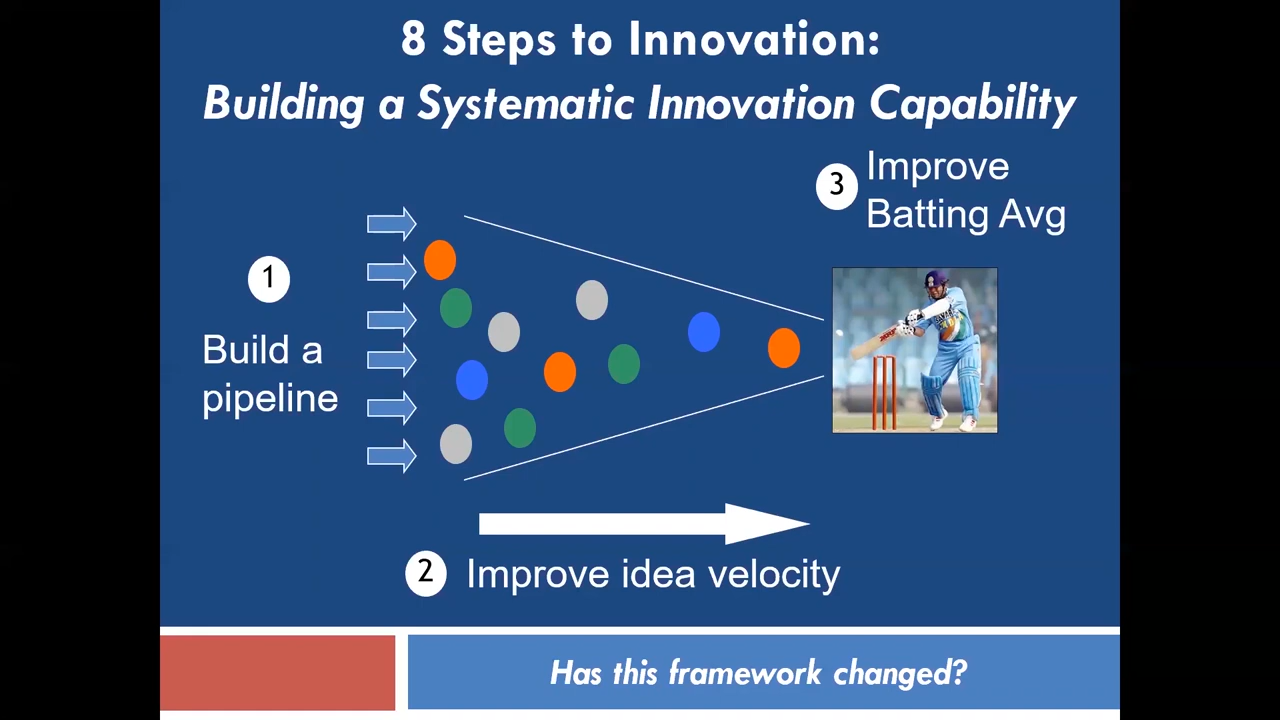 8 Steps to Innovation:
Building a Systematic Innovation Capability
3
Improve
Batting Avg
1
Build a
pipeline
2
Improve idea velocity
Has this framework changed?